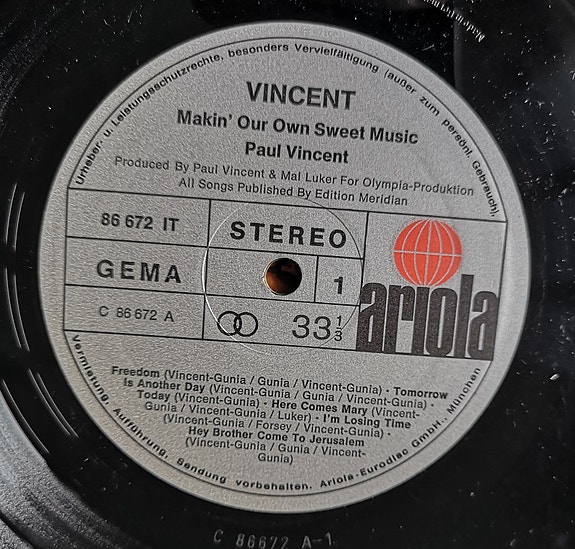 Urheber- u. Leistungsschutzrechte, besonders Vervielfältigung (außer zum persönl. Gebrauch),
VINCENT
Makin' Our Own Sweet Music
Paul Vincent
Produced By Paul Vincent & Mal Luker For Olympia-Produktion
All Songs Published By Edition Meridian
86 672 IT
STEREO
GEMA
1
C 86 672 A
33 1/3
ariola
Freedom (Vincent-Gunia / Gunia / Vincent-Gunia) · Tomorrow
Is Another Day (Vincent-Gunia / Gunia / Vincent-Gunia) ·
Today (Vincent-Gunia) · Here Comes Mary (Vincent-
Gunia / Vincent-Gunia / Luker) · I'm Losing Time
(Vincent-Gunia / Forsey / Vincent-Gunia) ·
Hey Brother Come To Jerusalem
(Vincent-Gunia / Gunia / Vincent-
Gunia)
Vermietung, Aufführung, Sendung vorbehalten. Ariola-Eurodisc GmbH., München
C 86672 A-1